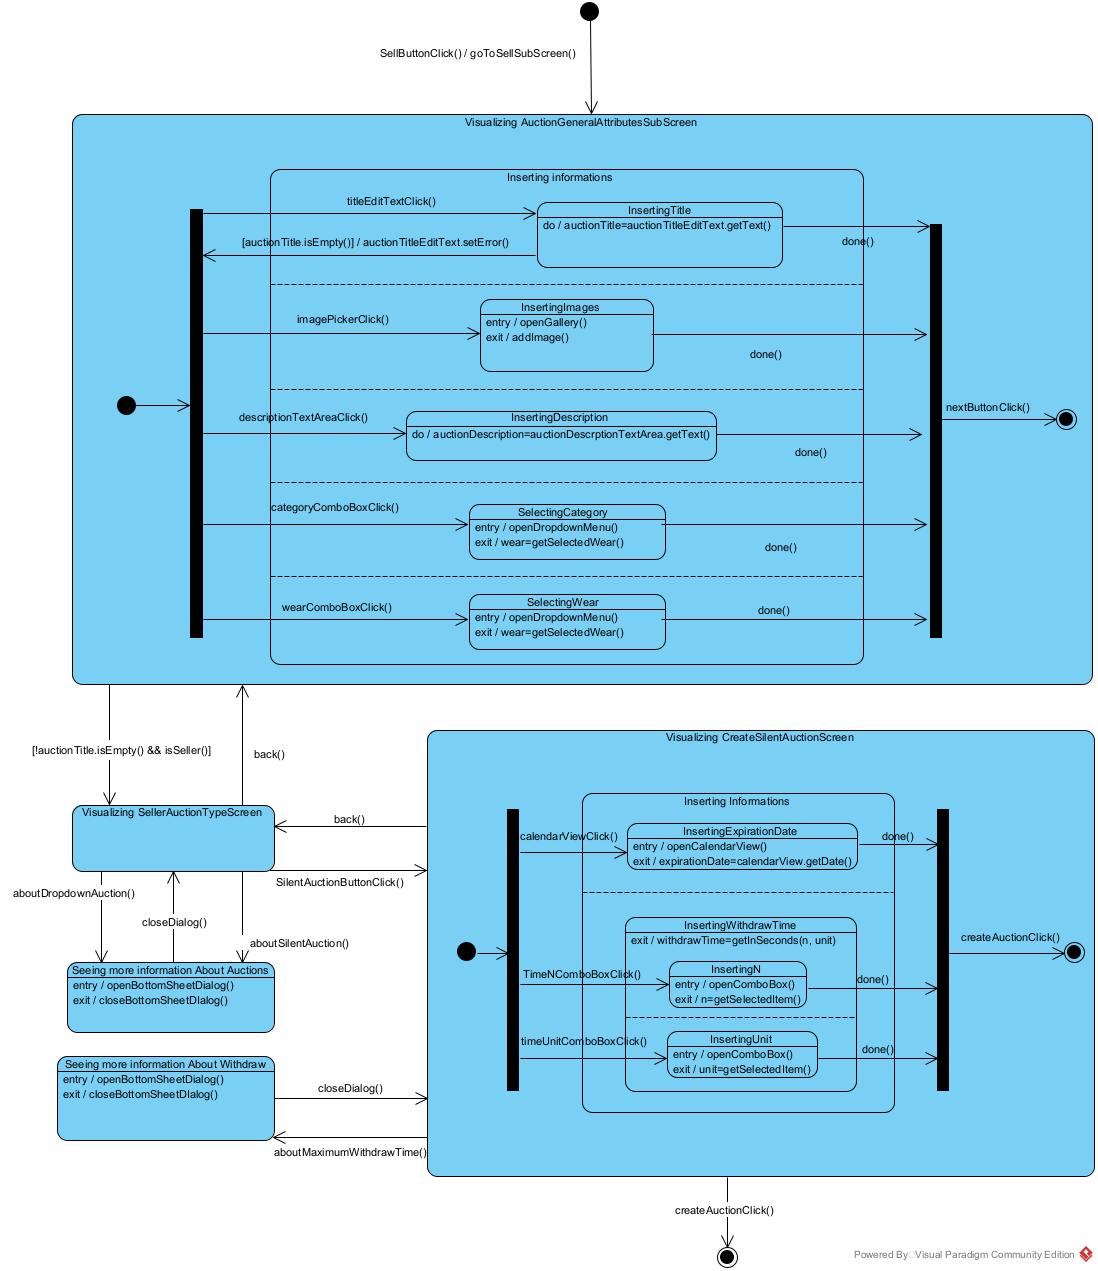 SellButtonClick() / goToSellSubScreen()
Visualizing AuctionGeneralAttributesSubScreen
Inserting informations
titleEditTextClick()
InsertingTitle
do / auctionTitle=auctionTitleEditText.getText()
[auctionTitle.isEmpty()] / auctionTitleEditText.setError()
done()
InsertingImages
imagePickerClick()
entry / openGallery()
exit / addImage()
done()
descriptionTextAreaClick()
InsertingDescription
do / auctionDescription=auctionDescrptionTextArea.getText()
done()
nextButtonClick()
categoryComboBoxClick()
SelectingCategory
entry / openDropdownMenu()
exit / wear=getSelectedWear()
done()
wearComboBoxClick()
SelectingWear
entry / openDropdownMenu()
exit / wear=getSelectedWear()
done()
[!auctionTitle.isEmpty() && isSeller()]
back()
Visualizing SellerAuctionTypeScreen
back()
SilentAuctionButtonClick()
aboutDropdownAuction()
closeDialog()
aboutSilentAuction()
Seeing more information About Auctions
entry / openBottomSheetDialog()
exit / closeBottomSheetDIalog()
Seeing more information About Withdraw
entry / openBottomSheetDialog()
exit / closeBottomSheetDIalog()
closeDialog()
aboutMaximumWithdrawTime()
Visualizing CreateSilentAuctionScreen
Inserting Informations
calendarViewClick()
InsertingExpirationDate
entry / openCalendarView()
exit / expirationDate=calendarView.getDate()
done()
InsertingWithdrawTime
exit / withdrawTime=getInSeconds(n, unit)
TimeNComboBoxClick()
InsertingN
entry / openComboBox()
exit / n=getSelectedItem()
done()
timeUnitComboBoxClick()
InsertingUnit
entry / openComboBox()
exit / unit=getSelectedItem()
done()
createAuctionClick()
createAuctionClick()
Powered By Visual Paradigm Community Edition